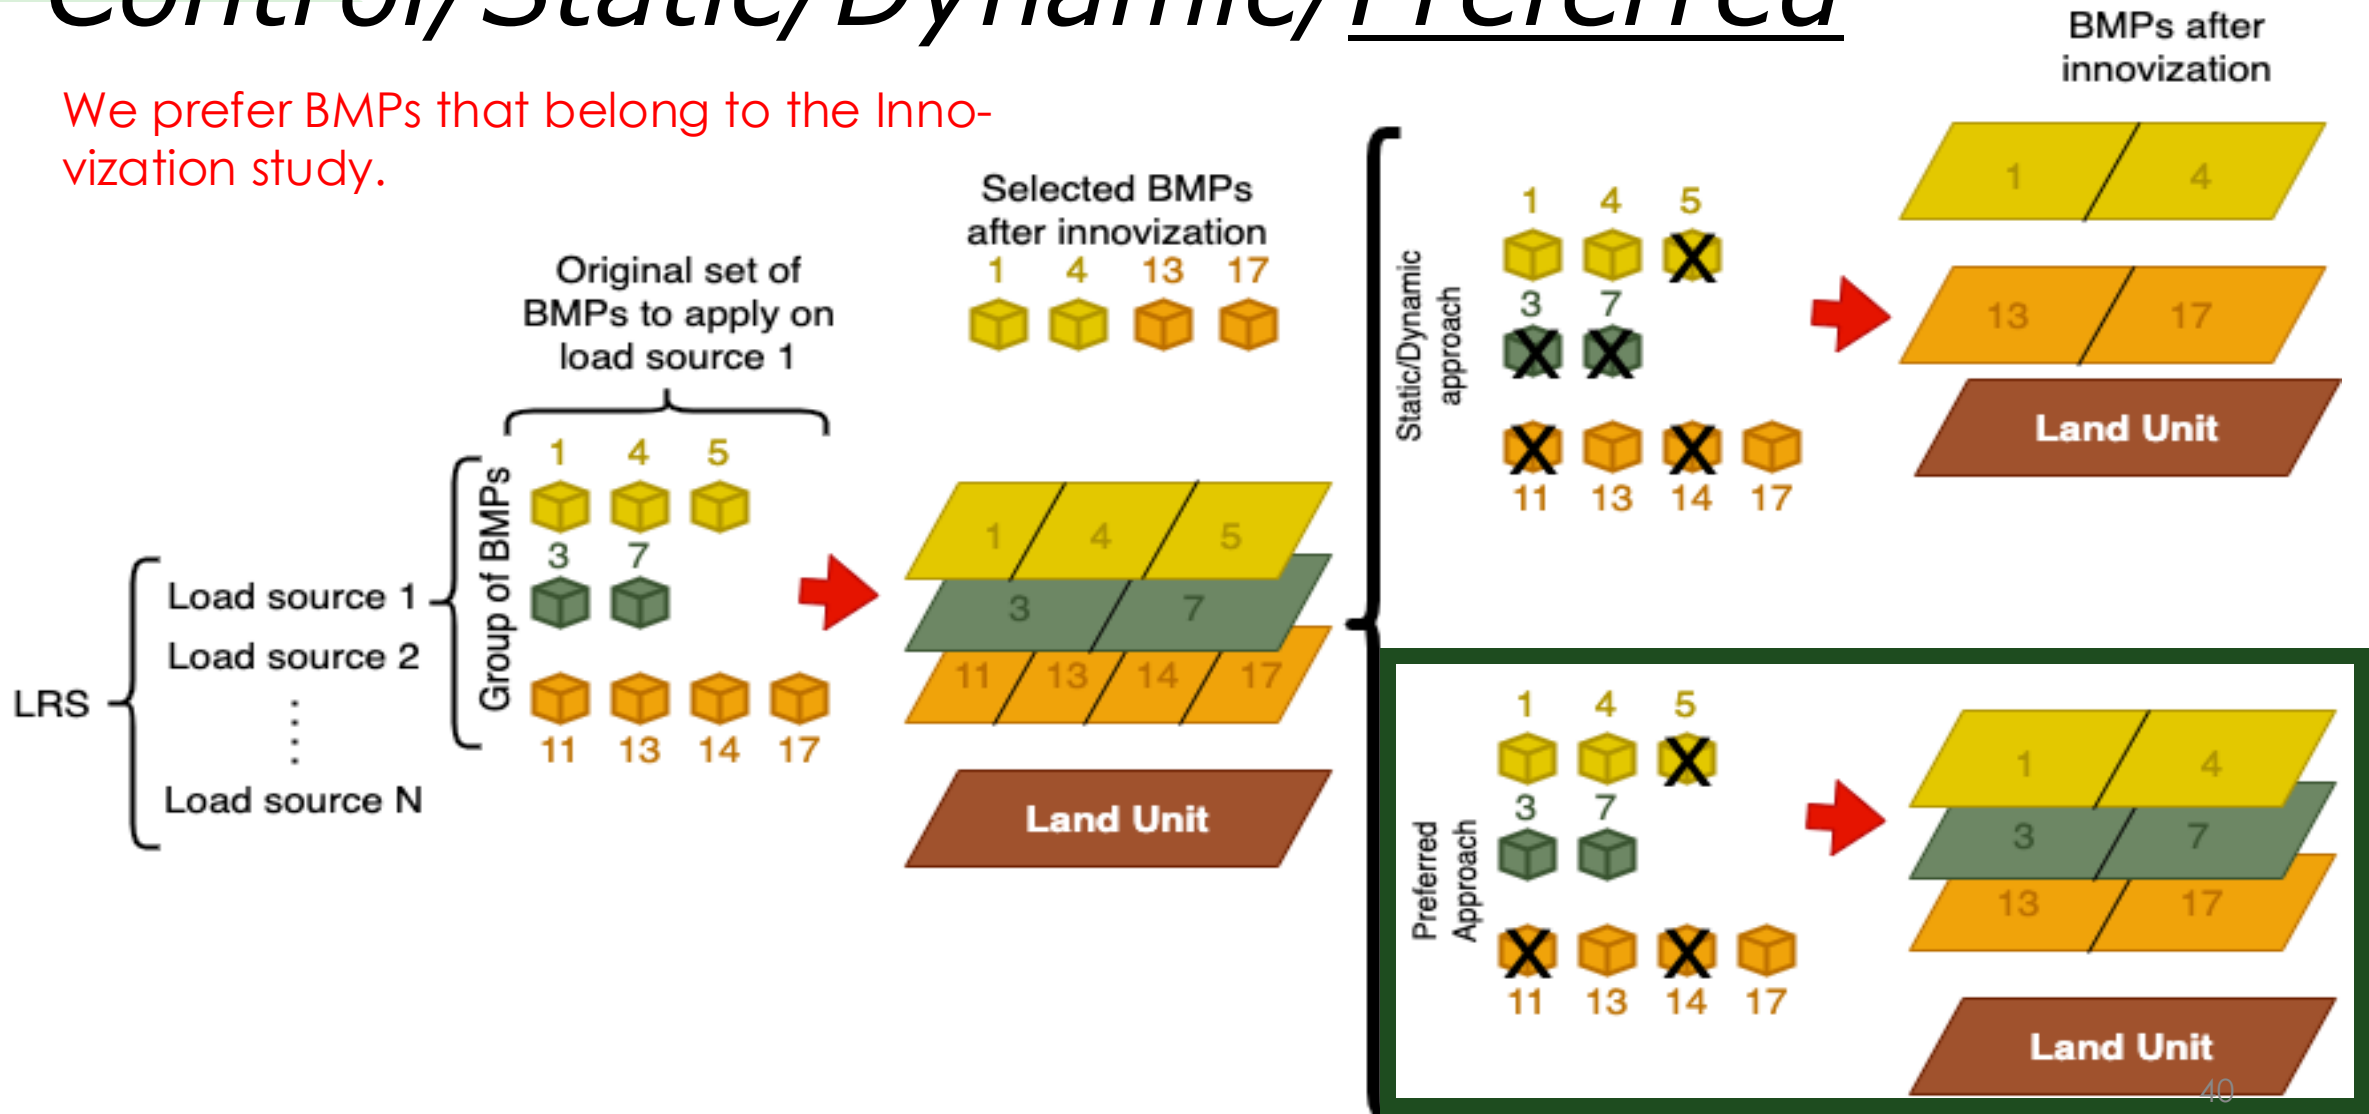 Control/Static/Dynamic/Preferred
We prefer BMPs that belong to the Inno-
vization study.
LRS
Load source 1
Load source 2
Load source N
Original set of
BMPs to apply on
load source 1
Group of BMPs
1 4 5
3 7
11 13 14 17
Selected BMPs
after innovization
1 4 13 17
1 4 5
3 7
11 13 14 17
Land Unit
Static/Dynamic
approach
1 4 5
X
3 7
X X
X X
11 13 14 17
BMPs after
innovization
1 4
13 17
Land Unit
Preferred
Approach
1 4 5
X
3 7
X X
11 13 14 17
1 4
3 7
13 17
Land Unit
40